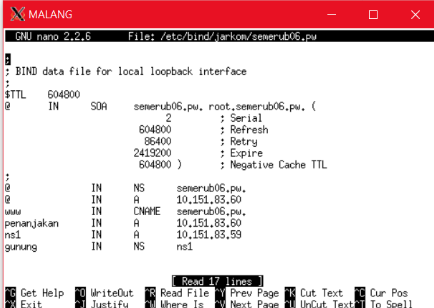 MALANG
GNU nano 2.2.6 File: /etc/bind/jarkom/semerub06.pw
;
; BIND data file for local loopback interface
;
$TTL 604800
@ IN SOA semerub06.pw. root.semerub06.pw. (
2 ; Serial
604800 ; Refresh
86400 ; Retry
2419200 ; Expire
604800 ) ; Negative Cache TTL
;
@ IN NS semerub06.pw.
@ IN A 10.151.83.60
www IN CNAME semerub06.pw.
penanjakan IN A 10.151.83.60
ns1 IN A 10.151.83.59
gunung IN NS ns1
[ Read 17 lines ]
^G Get Help ^O WriteOut ^R Read File ^Y Prev Page ^K Cut Text ^C Cur Pos
^X Exit ^J Justify ^W Where Is ^V Next Page ^U UnCut Text ^T To Spell